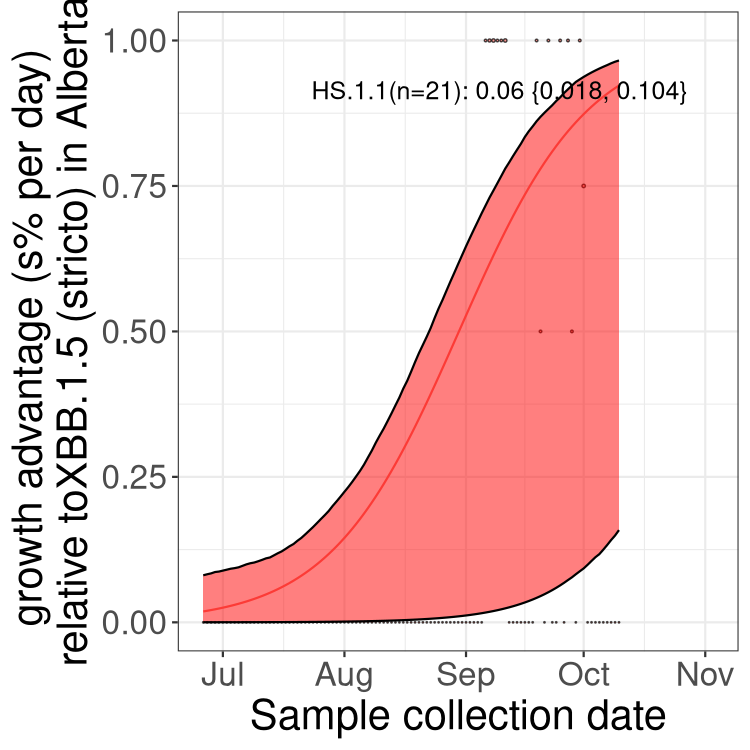 growth advantage (s% per day)
relative toXBB.1.5 (stricto) in Alberta
1.00
0.75
0.50
0.25
0.00
HS.1.1(n=21): 0.06 {0.018, 0.104}
Jul Aug Sep Oct Nov
Sample collection date